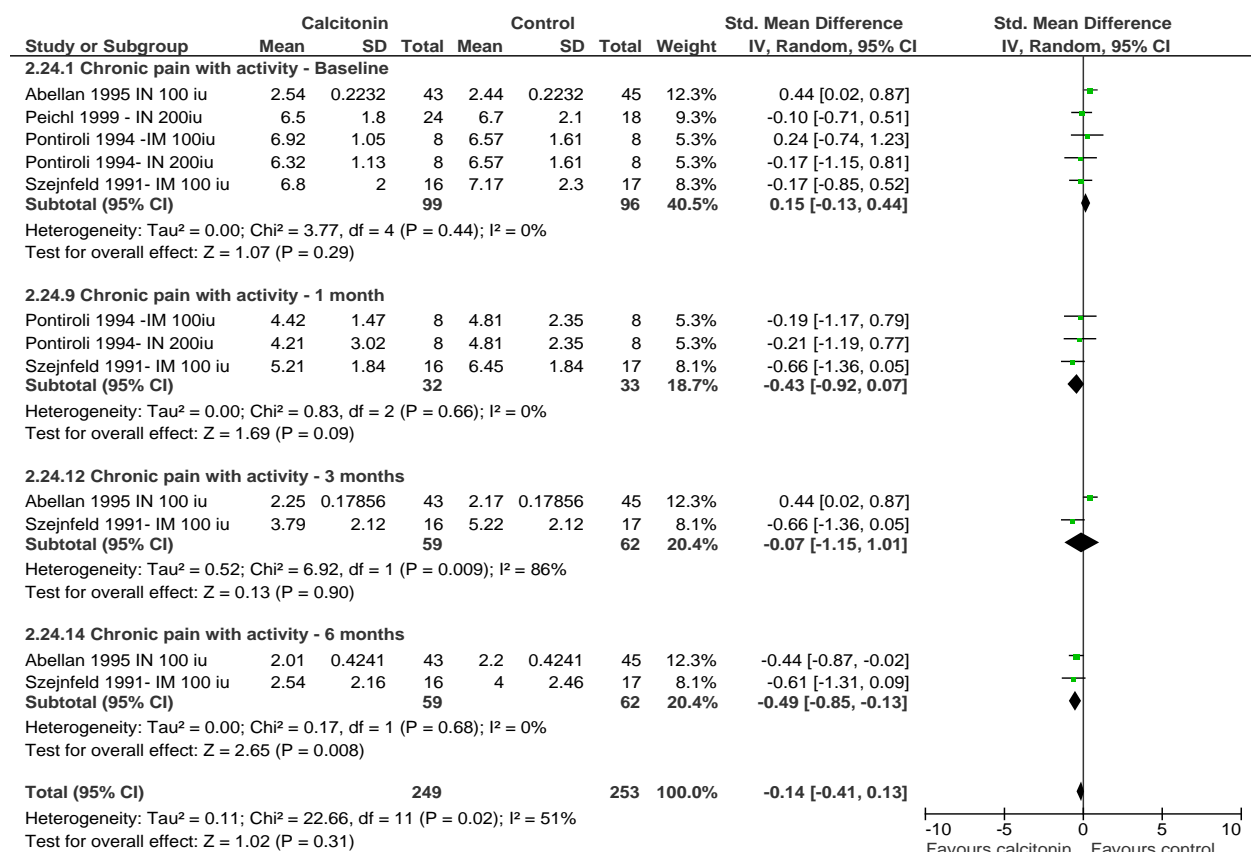 Calcitonin Control Std. Mean Difference Std. Mean Difference
Study or Subgroup Mean SD Total Mean SD Total Weight IV, Random, 95% CI IV, Random, 95% CI
2.24.1 Chronic pain with activity - Baseline
Abellan 1995 IN 100 iu 2.54 0.2232 43 2.44 0.2232 45 12.3% 0.44 [0.02, 0.87]
Peichl 1999 - IN 200iu 6.5 1.8 24 6.7 2.1 18 9.3% -0.10 [-0.71, 0.51]
Pontiroli 1994 -IM 100iu 6.92 1.05 8 6.57 1.61 8 5.3% 0.24 [-0.74, 1.23]
Pontiroli 1994- IN 200iu 6.32 1.13 8 6.57 1.61 8 5.3% -0.17 [-1.15, 0.81]
Szejnfeld 1991- IM 100 iu 6.8 2 16 7.17 2.3 17 8.3% -0.17 [-0.85, 0.52]
Subtotal (95% CI) 99 96 40.5% 0.15 [-0.13, 0.44]
Heterogeneity: Tau² = 0.00; Chi² = 3.77, df = 4 (P = 0.44); I² = 0%
Test for overall effect: Z = 1.07 (P = 0.29)
2.24.9 Chronic pain with activity - 1 month
Pontiroli 1994 -IM 100iu 4.42 1.47 8 4.81 2.35 8 5.3% -0.19 [-1.17, 0.79]
Pontiroli 1994- IN 200iu 4.21 3.02 8 4.81 2.35 8 5.3% -0.21 [-1.19, 0.77]
Szejnfeld 1991- IM 100 iu 5.21 1.84 16 6.45 1.84 17 8.1% -0.66 [-1.36, 0.05]
Subtotal (95% CI) 32 33 18.7% -0.43 [-0.92, 0.07]
Heterogeneity: Tau² = 0.00; Chi² = 0.83, df = 2 (P = 0.66); I² = 0%
Test for overall effect: Z = 1.69 (P = 0.09)
2.24.12 Chronic pain with activity - 3 months
Abellan 1995 IN 100 iu 2.25 0.17856 43 2.17 0.17856 45 12.3% 0.44 [0.02, 0.87]
Szejnfeld 1991- IM 100 iu 3.79 2.12 16 5.22 2.12 17 8.1% -0.66 [-1.36, 0.05]
Subtotal (95% CI) 59 62 20.4% -0.07 [-1.15, 1.01]
Heterogeneity: Tau² = 0.52; Chi² = 6.92, df = 1 (P = 0.009); I² = 86%
Test for overall effect: Z = 0.13 (P = 0.90)
2.24.14 Chronic pain with activity - 6 months
Abellan 1995 IN 100 iu 2.01 0.4241 43 2.2 0.4241 45 12.3% -0.44 [-0.87, -0.02]
Szejnfeld 1991- IM 100 iu 2.54 2.16 16 4 2.46 17 8.1% -0.61 [-1.31, 0.09]
Subtotal (95% CI) 59 62 20.4% -0.49 [-0.85, -0.13]
Heterogeneity: Tau² = 0.00; Chi² = 0.17, df = 1 (P = 0.68); I² = 0%
Test for overall effect: Z = 2.65 (P = 0.008)
Total (95% CI) 249 253 100.0% -0.14 [-0.41, 0.13]
Heterogeneity: Tau² = 0.11; Chi² = 22.66, df = 11 (P = 0.02); I² = 51%
Test for overall effect: Z = 1.02 (P = 0.31)
-10 -5 0 5 10
Favours calcitonin Favours control